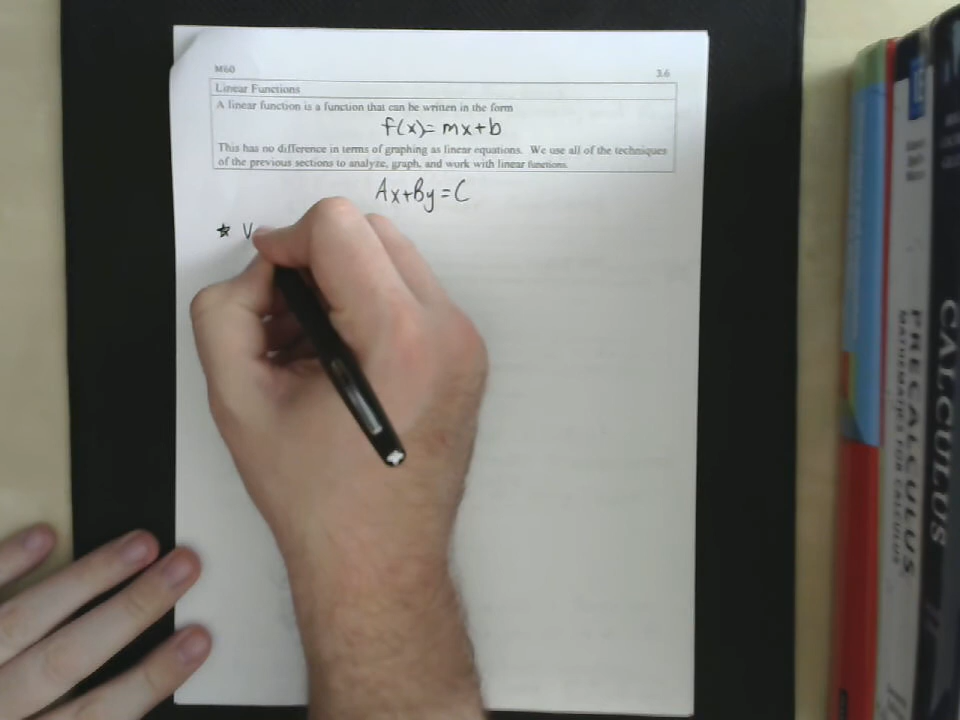 M60 3.6
Linear Functions
A linear function is a function that can be written in the form
f(x)= mx+b
This has no difference in terms of graphing as linear equations. We use all of the techniques
of the previous sections to analyze, graph, and work with linear functions.
Ax+By=C
★ V
PRECALCULUS
MATHEMATICS FOR CALCULUS
CALCULUS